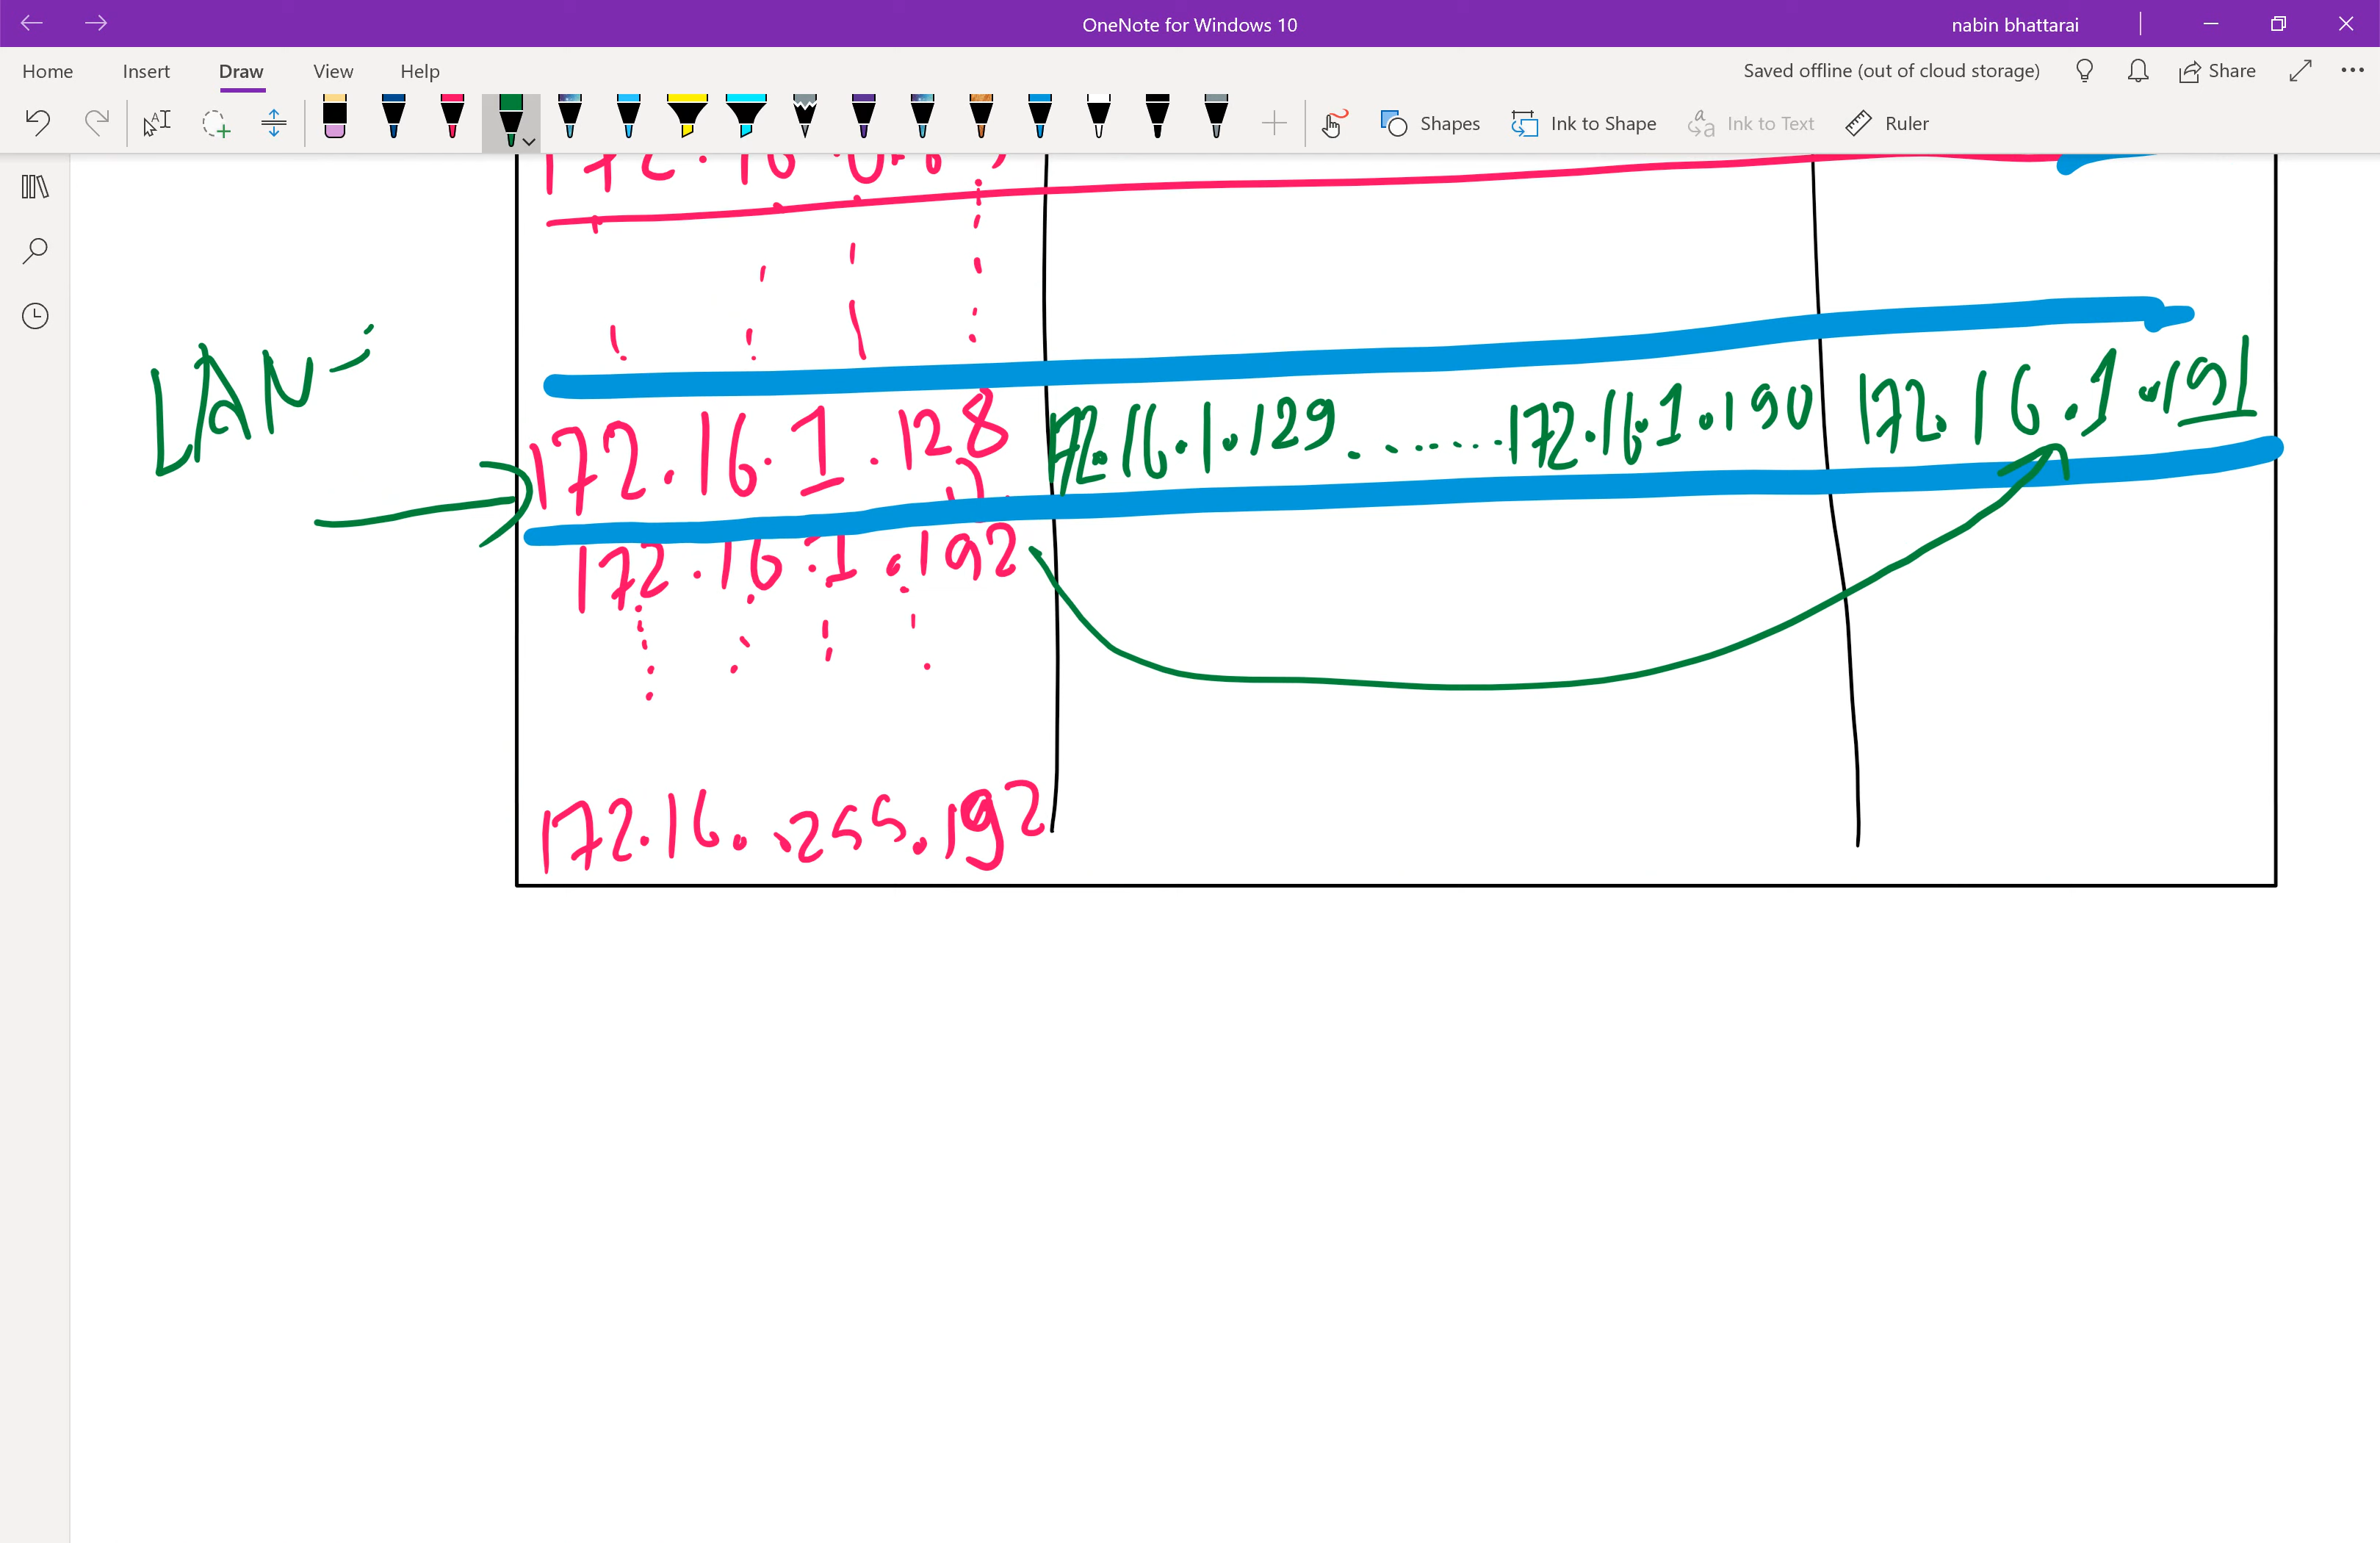 OneNote for Windows 10
nabin bhattarai
Home Insert Draw View Help
Saved offline (out of cloud storage) Share
Shapes Ink to Shape Ink to Text Ruler
LAN-i
172.16.1.128 172.16.1.129.......172.16.1.190 172.16.1.191
172.16.1.192
172.16..255.192